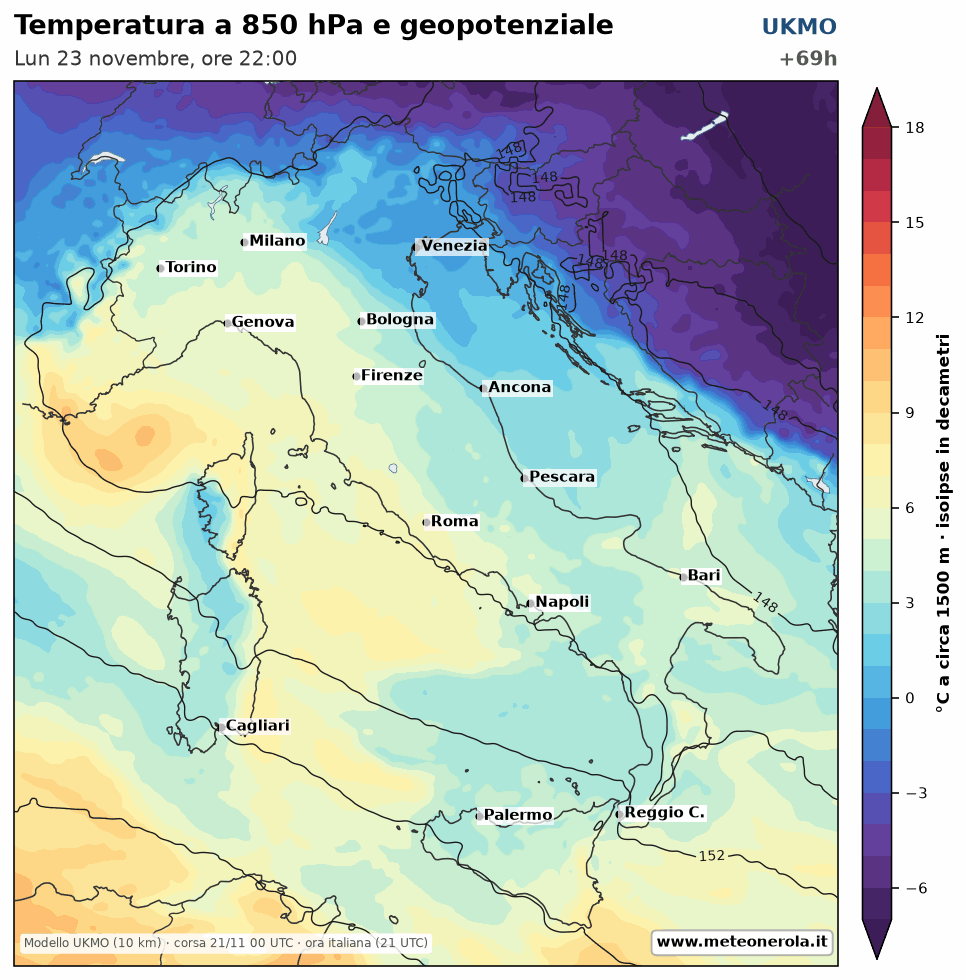 Temperatura a 850 hPa e geopotenziale
UKMO
Lun 23 novembre, ore 22:00
+69h
148
148
148
Milano
Venezia
Torino
148
148
148
Genova
Bologna
Firenze
Ancona
148
Pescara
Roma
Bari
Napoli
148
Cagliari
Palermo
Reggio C.
152
Modello UKMO (10 km) · corsa 21/11 00 UTC · ora italiana (21 UTC)
www.meteonerola.it
18
15
12
9
6
3
0
−3
−6
°C a circa 1500 m · isoipse in decametri